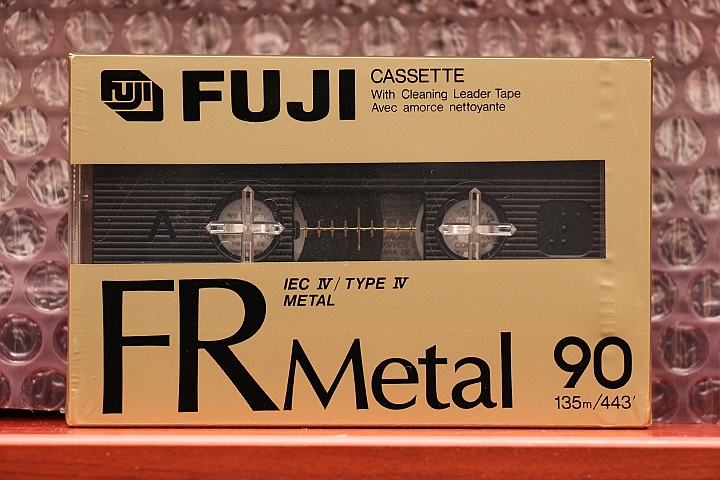 FUJI
FUJI
CASSETTE
With Cleaning Leader Tape
Avec amorce nettoyante
A
IEC IV / TYPE IV
METAL
FR Metal
90
135m/443'